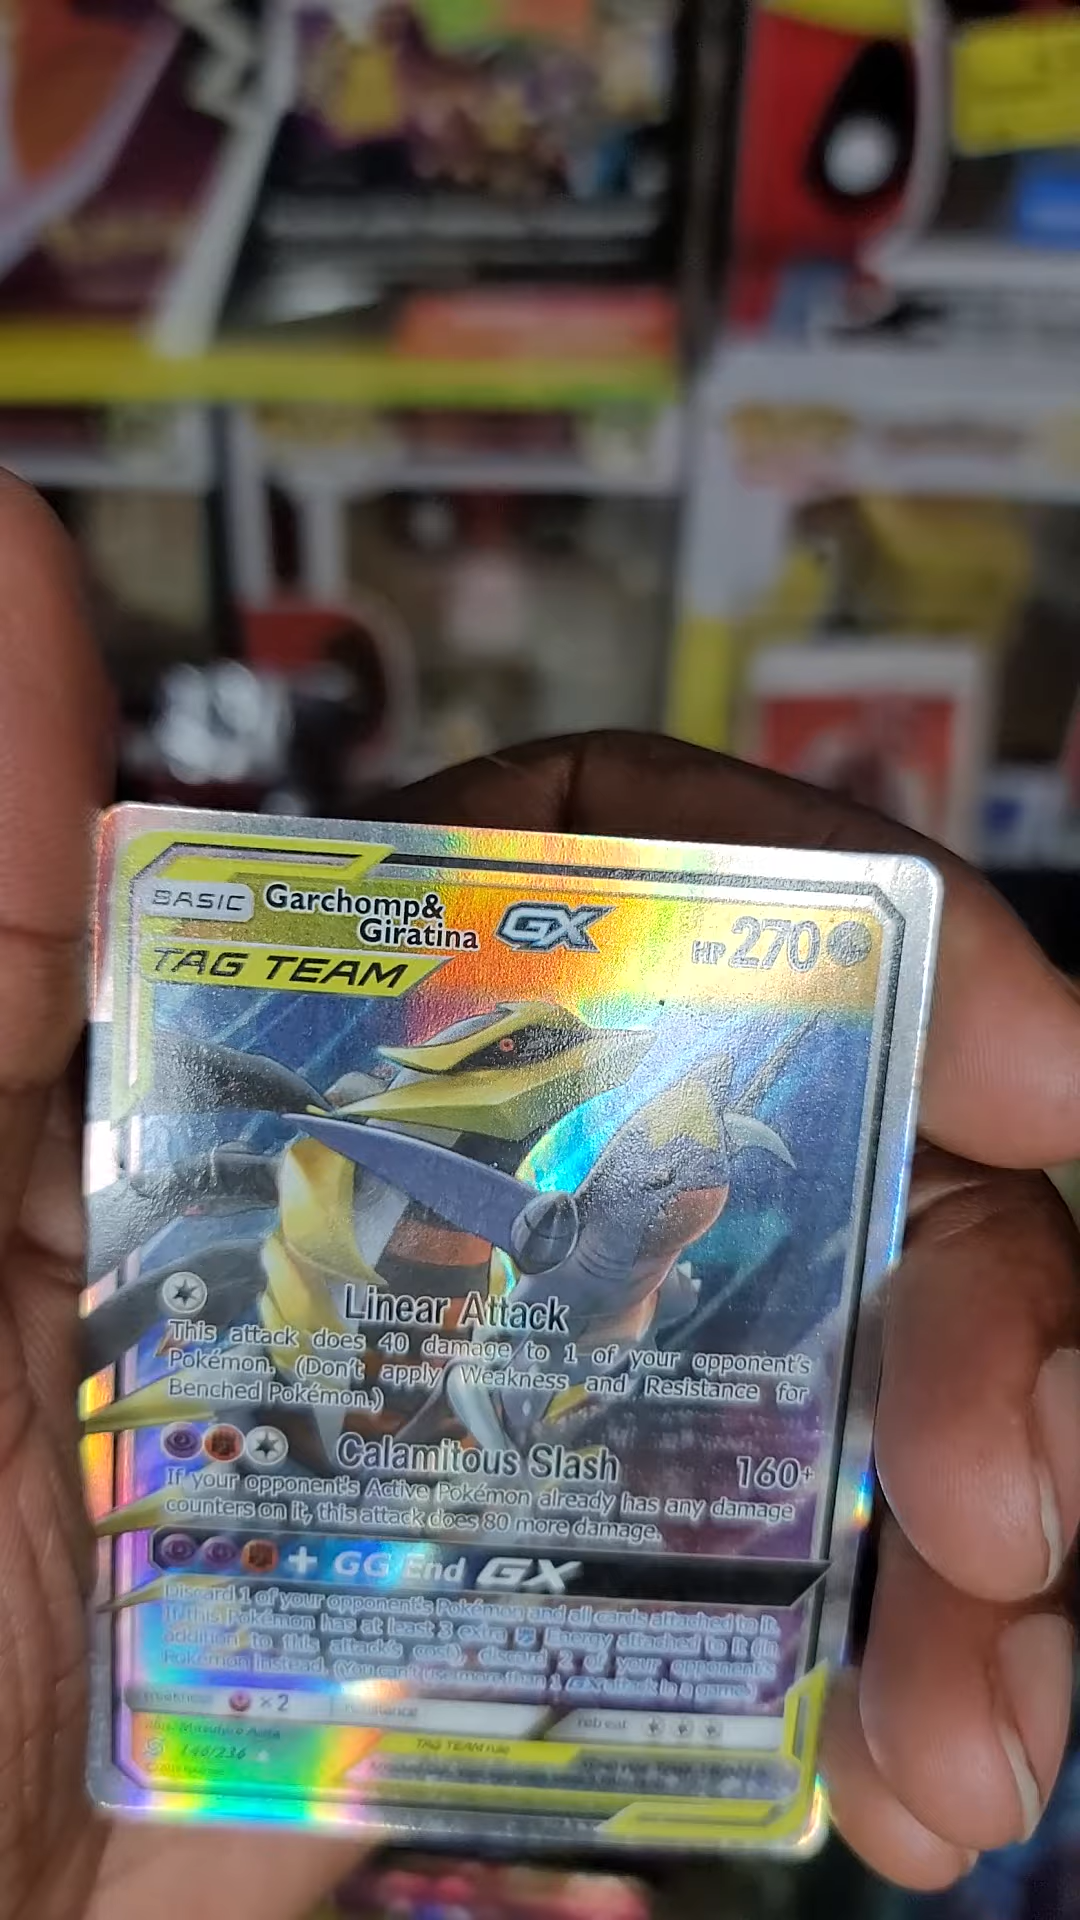 BASIC Garchomp& Giratina GX HP 270
TAG TEAM
Linear Attack
This attack does 40 damage to 1 of your opponent's
Pokémon. (Don't apply Weakness and Resistance for
Benched Pokémon.)
Calamitous Slash 160+
If your opponent's Active Pokémon already has any damage
counters on it, this attack does 80 more damage.
+ GG End GX
Discard 1 of your opponent's Pokémon and all cards attached to it.
If this Pokémon has at least 3 extra Energy attached to it (in
addition to this attack's cost), discard 2 of your opponent's
Pokémon instead. (You can't use more than 1 GX attack in a game.)
weakness ×2 resistance retreat
146/236
TAG TEAM rule